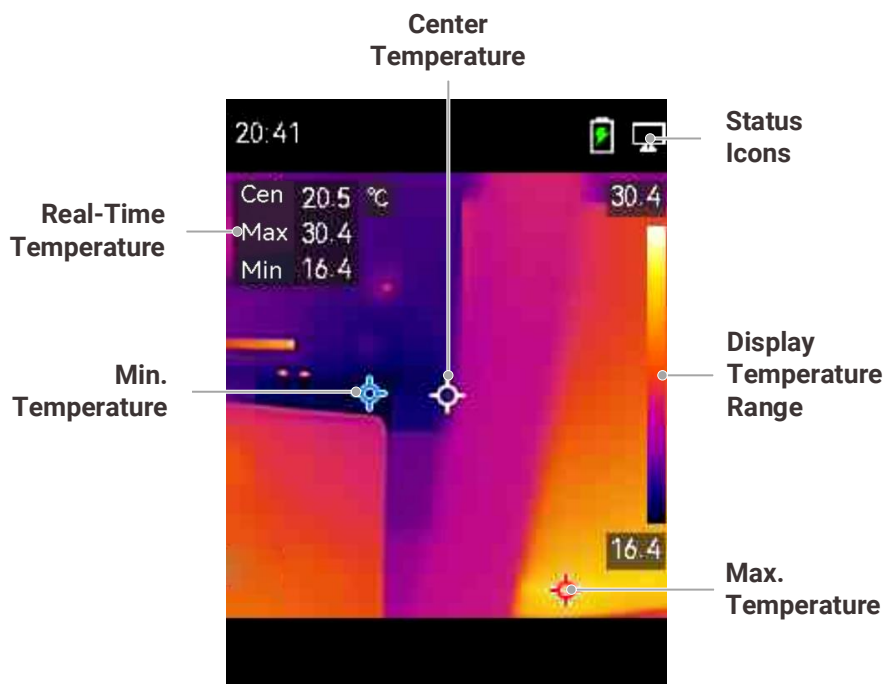 Center
Temperature
20:41
Status
Icons
Cen 20.5 ℃
Max 30.4
Min 16.4
30.4
Real-Time
Temperature
Min.
Temperature
Display
Temperature
Range
16.4
Max.
Temperature